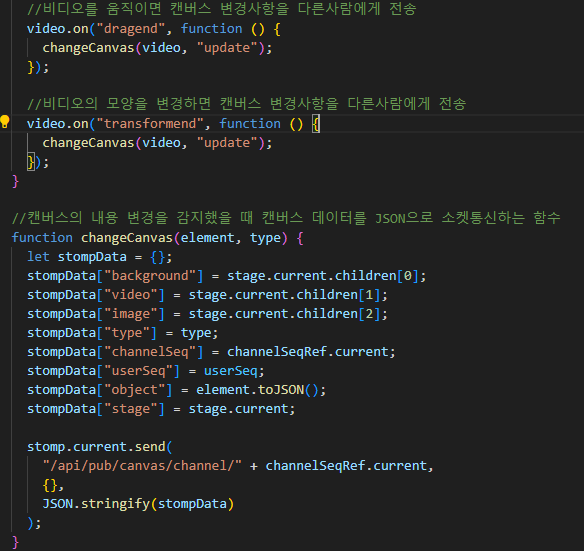 //비디오를 움직이면 캔버스 변경사항을 다른사람에게 전송
video.on("dragend", function () {
changeCanvas(video, "update");
});
//비디오의 모양을 변경하면 캔버스 변경사항을 다른사람에게 전송
video.on("transformend", function () {
changeCanvas(video, "update");
});
}
//캔버스의 내용 변경을 감지했을 때 캔버스 데이터를 JSON으로 소켓통신하는 함수
function changeCanvas(element, type) {
let stompData = {};
stompData["background"] = stage.current.children[0];
stompData["video"] = stage.current.children[1];
stompData["image"] = stage.current.children[2];
stompData["type"] = type;
stompData["channelSeq"] = channelSeqRef.current;
stompData["userSeq"] = userSeq;
stompData["object"] = element.toJSON();
stompData["stage"] = stage.current;
stomp.current.send(
"/api/pub/canvas/channel/" + channelSeqRef.current,
{},
JSON.stringify(stompData)
);
}